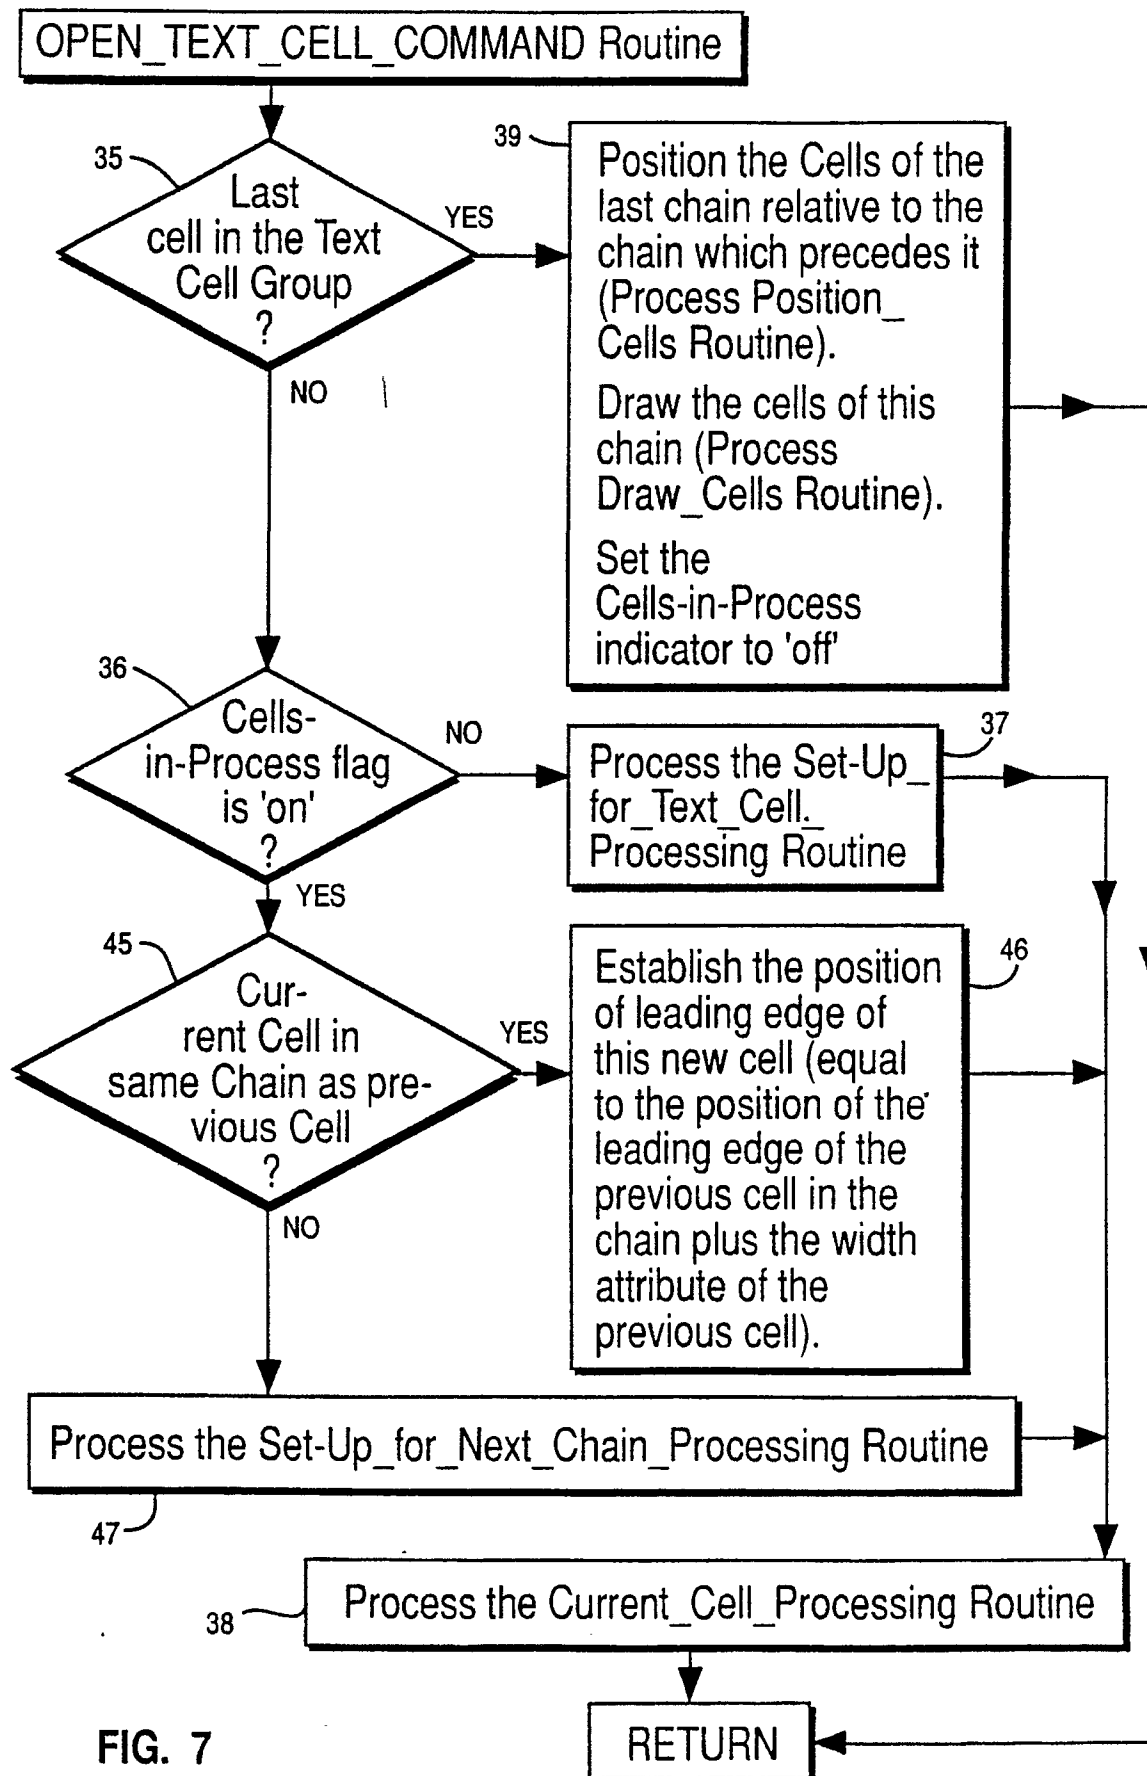 OPEN_TEXT_CELL_COMMAND Routine
35
Last
cell in the Text
Cell Group
?
YES
NO
39
Position the Cells of the
last chain relative to the
chain which precedes it
(Process Position_
Cells Routine).
Draw the cells of this
chain (Process
Draw_Cells Routine).
Set the
Cells-in-Process
indicator to 'off'
36
Cells-
in-Process flag
is 'on'
?
NO
YES
37
Process the Set-Up_
for_Text_Cell._
Processing Routine
45
Cur-
rent Cell in
same Chain as pre-
vious Cell
?
YES
NO
46
Establish the position
of leading edge of
this new cell (equal
to the position of the
leading edge of the
previous cell in the
chain plus the width
attribute of the
previous cell).
Process the Set-Up_for_Next_Chain_Processing Routine
47
Process the Current_Cell_Processing Routine
38
RETURN
FIG. 7